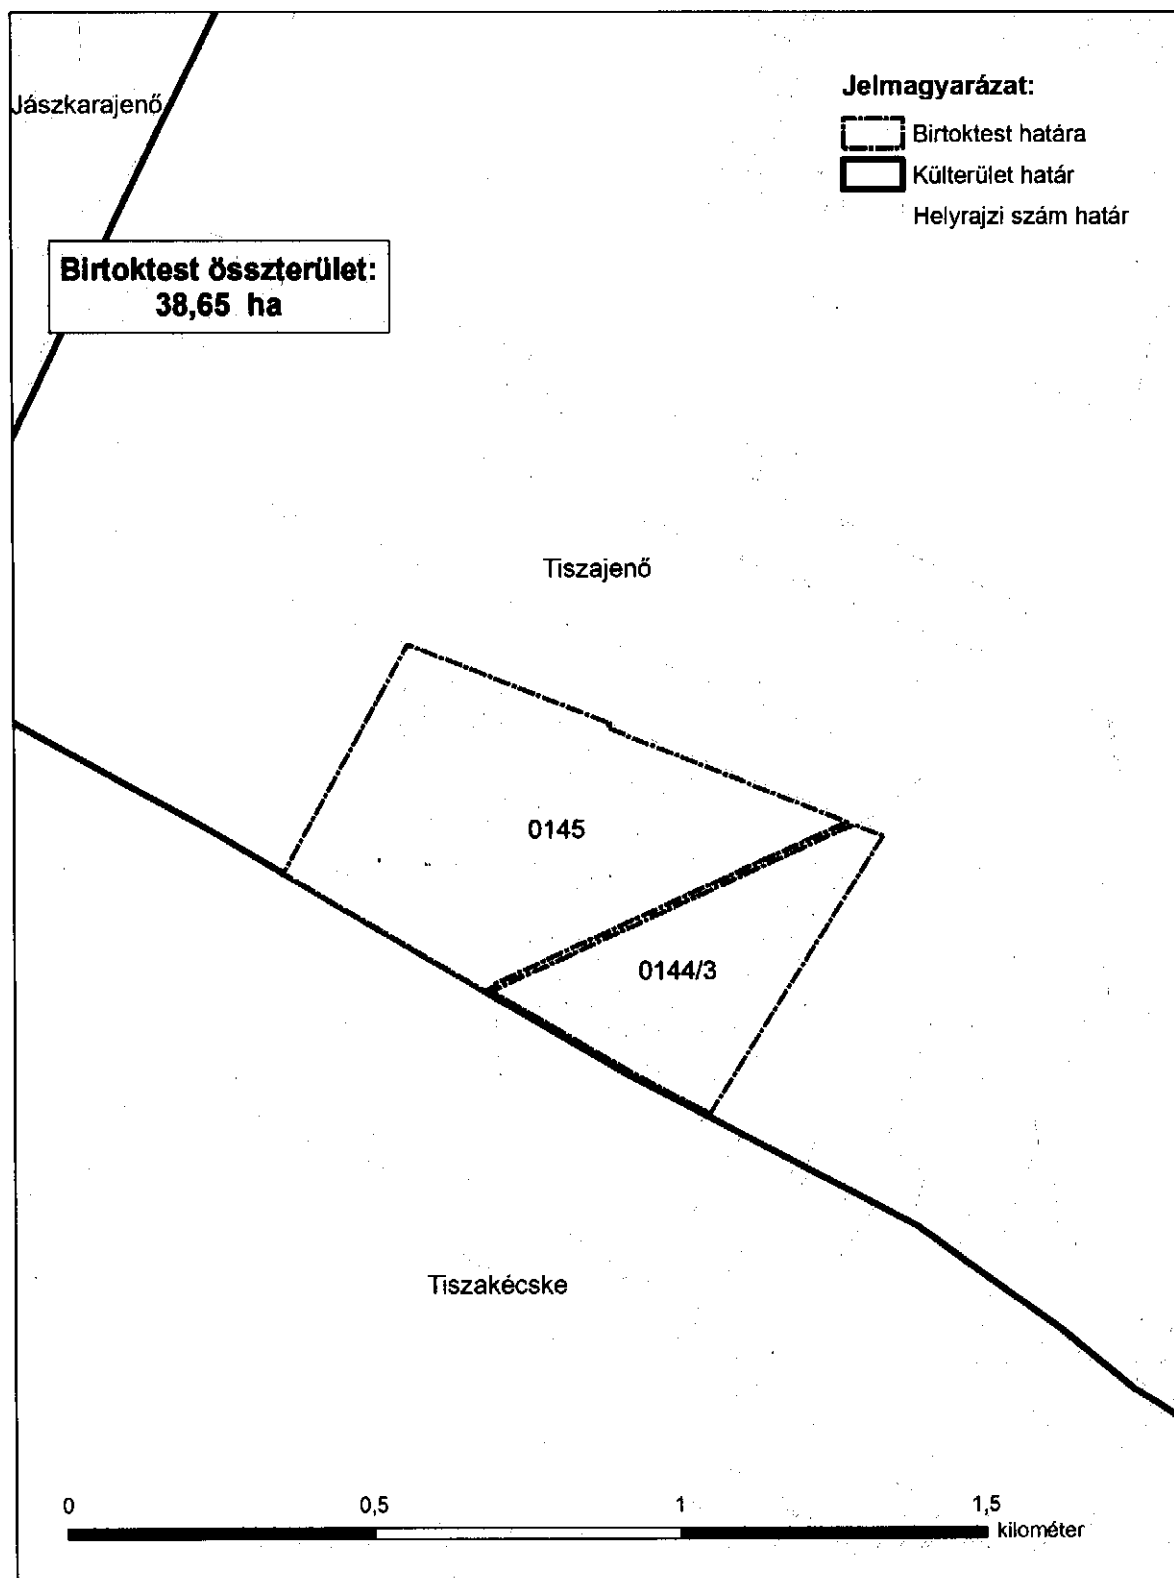 Jászkarajenő
Jelmagyarázat:
Birtoktest határa
Külterület határ
Helyrajzi szám határ
Birtoktest összterület:
38,65 ha
Tiszajenő
0145
0144/3
Tiszakécske
0 0,5 1 1,5
kilométer